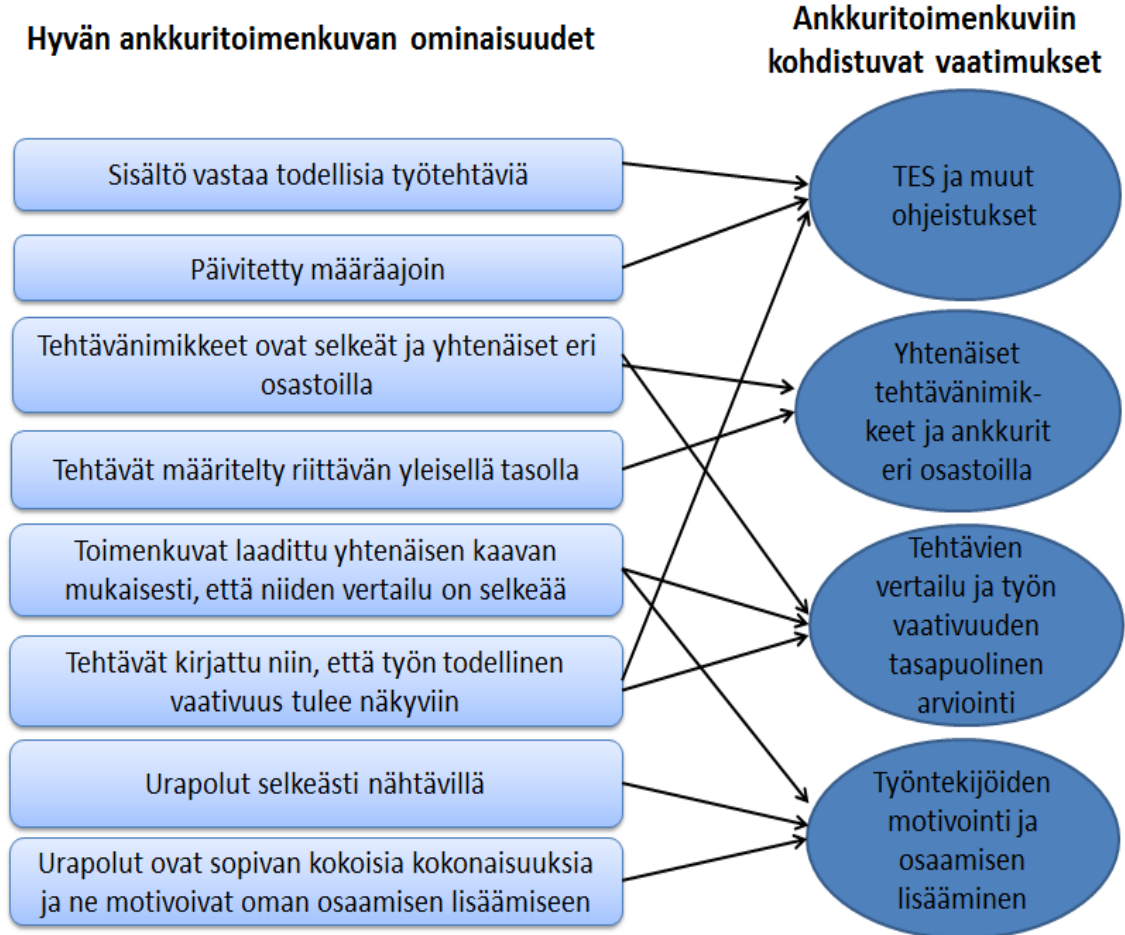 Hyvän ankkuritoimenkuvan ominaisuudet
Ankkuritoimenkuviin
kohdistuvat vaatimukset
Sisältö vastaa todellisia työtehtäviä
Päivitetty määräajoin
Tehtävänimikkeet ovat selkeät ja yhtenäiset eri
osastoilla
Tehtävät määritelty riittävän yleisellä tasolla
Toimenkuvat laadittu yhtenäisen kaavan
mukaisesti, että niiden vertailu on selkeää
Tehtävät kirjattu niin, että työn todellinen
vaativuus tulee näkyviin
Urapolut selkeästi nähtävillä
Urapolut ovat sopivan kokoisia kokonaisuuksia
ja ne motivoivat oman osaamisen lisäämiseen
TES ja muut
ohjeistukset
Yhtenäiset
tehtävänimik-
keet ja ankkurit
eri osastoilla
Tehtävien
vertailu ja työn
vaativuuden
tasapuolinen
arviointi
Työntekijöiden
motivointi ja
osaamisen
lisääminen